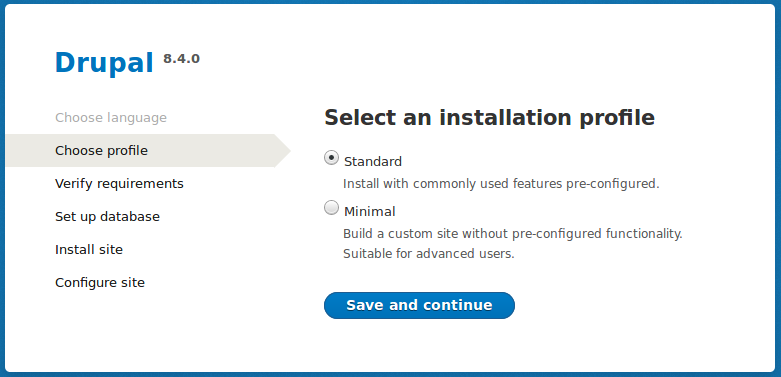 Drupal 8.4.0
Choose language
Choose profile
Verify requirements
Set up database
Install site
Configure site
Select an installation profile
Standard
Install with commonly used features pre-configured.
Minimal
Build a custom site without pre-configured functionality.
Suitable for advanced users.
Save and continue